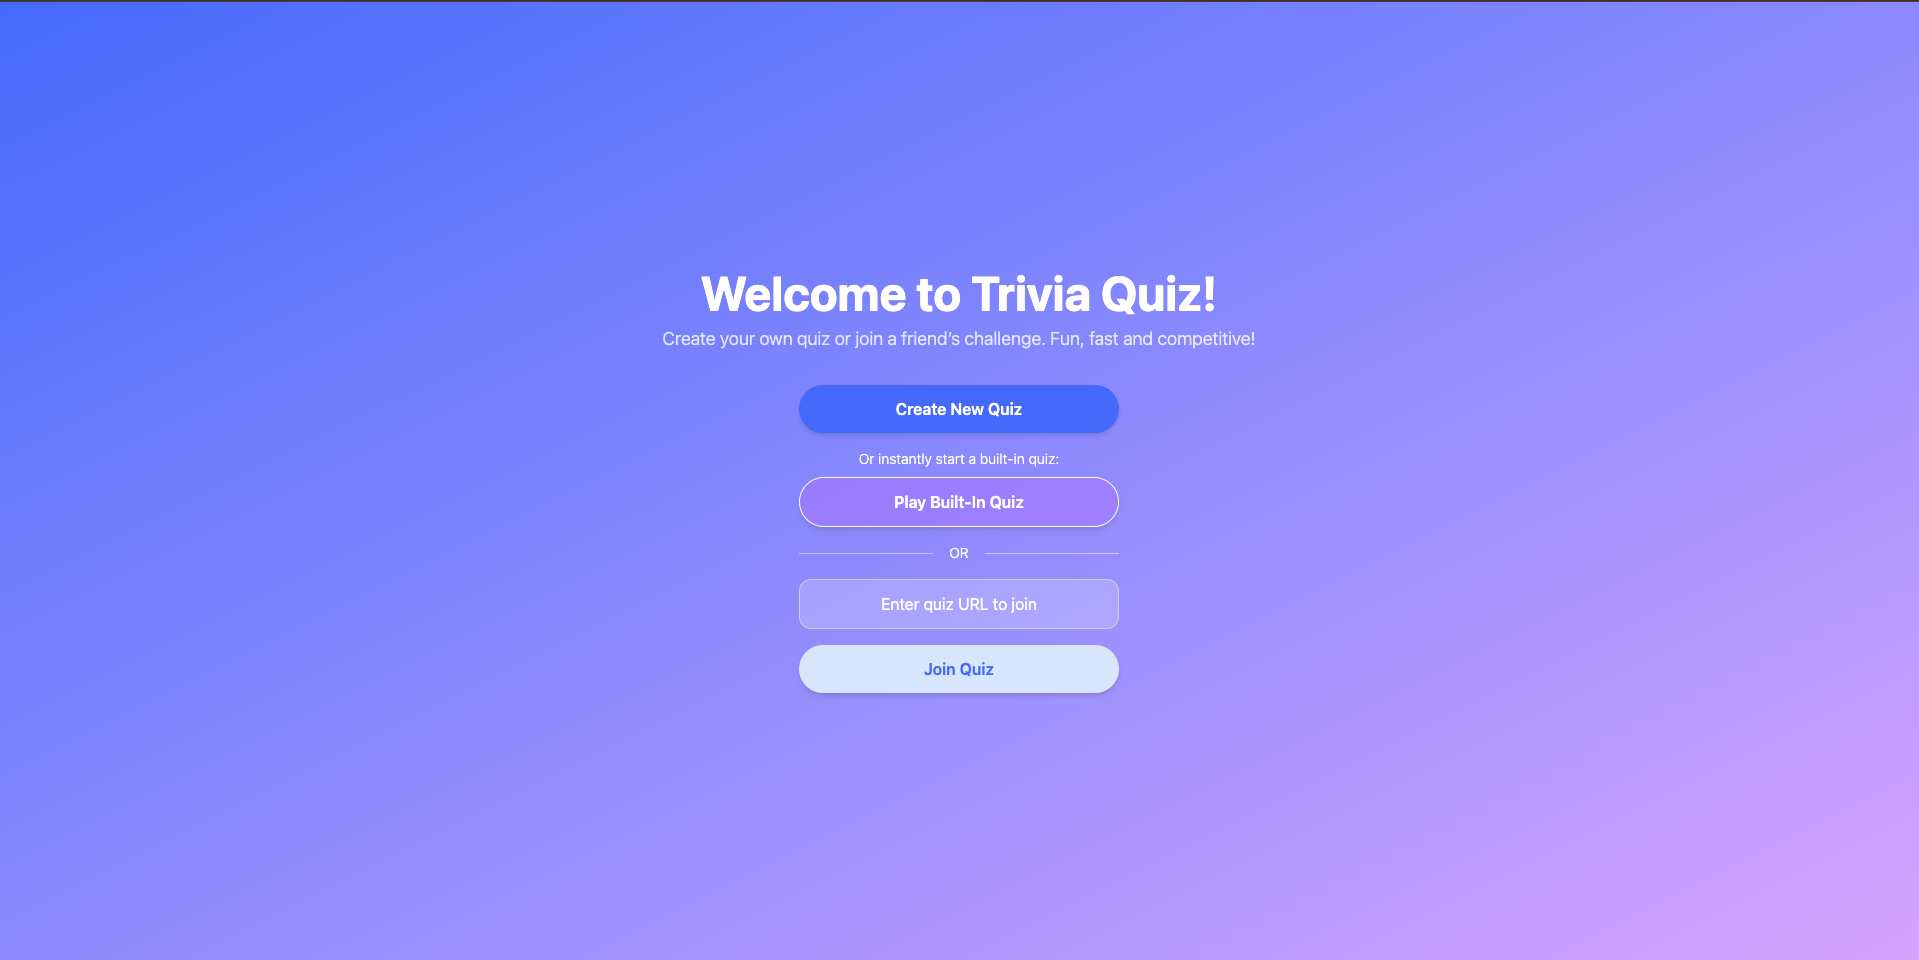 Welcome to Trivia Quiz!
Create your own quiz or join a friend's challenge. Fun, fast and competitive!
Create New Quiz
Or instantly start a built-in quiz:
Play Built-In Quiz
OR
Enter quiz URL to join
Join Quiz